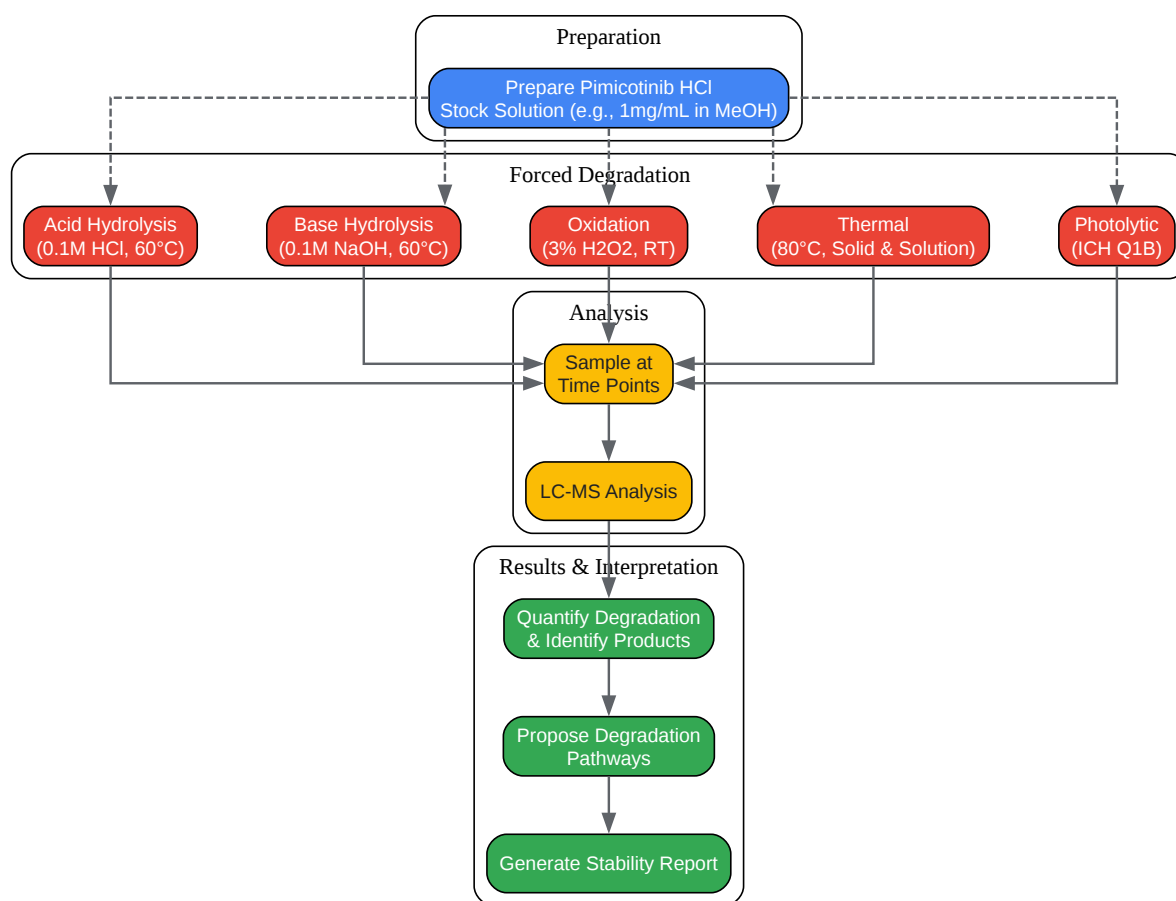 Preparation
Prepare Pimicotinib HCl
Stock Solution (e.g., 1mg/mL in MeOH)
Forced Degradation
Acid Hydrolysis
(0.1M HCl, 60°C)
Base Hydrolysis
(0.1M NaOH, 60°C)
Oxidation
(3% H2O2, RT)
Thermal
(80°C, Solid & Solution)
Photolytic
(ICH Q1B)
Analysis
Sample at
Time Points
LC-MS Analysis
Results & Interpretation
Quantify Degradation
& Identify Products
Propose Degradation
Pathways
Generate Stability Report